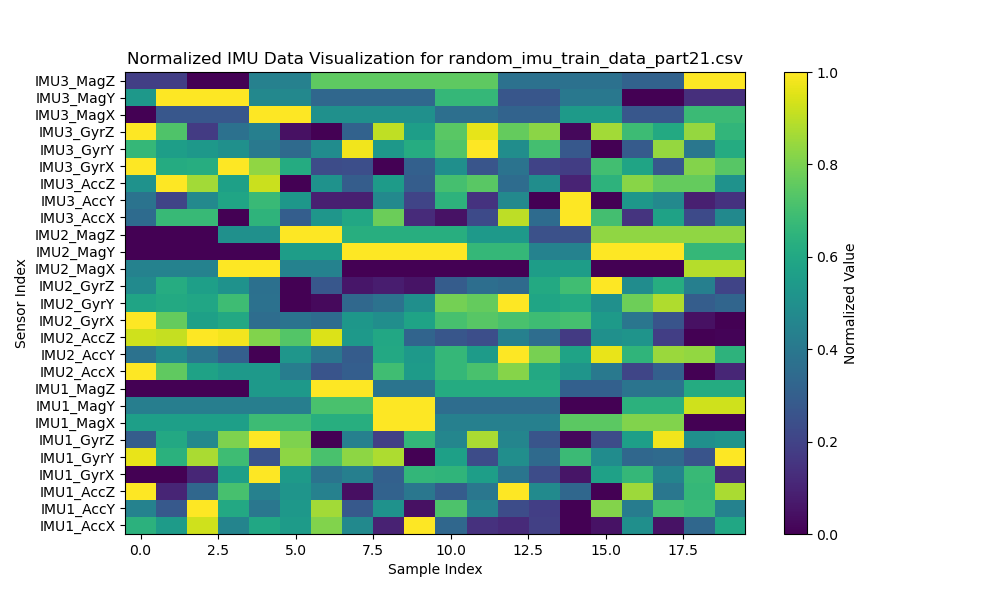 Normalized IMU Data Visualization for random_imu_train_data_part21.csv
Sensor Index
IMU3_MagZ
IMU3_MagY
IMU3_MagX
IMU3_GyrZ
IMU3_GyrY
IMU3_GyrX
IMU3_AccZ
IMU3_AccY
IMU3_AccX
IMU2_MagZ
IMU2_MagY
IMU2_MagX
IMU2_GyrZ
IMU2_GyrY
IMU2_GyrX
IMU2_AccZ
IMU2_AccY
IMU2_AccX
IMU1_MagZ
IMU1_MagY
IMU1_MagX
IMU1_GyrZ
IMU1_GyrY
IMU1_GyrX
IMU1_AccZ
IMU1_AccY
IMU1_AccX
0.0 2.5 5.0 7.5 10.0 12.5 15.0 17.5
Sample Index
1.0
0.8
0.6
0.4
0.2
0.0
Normalized Value